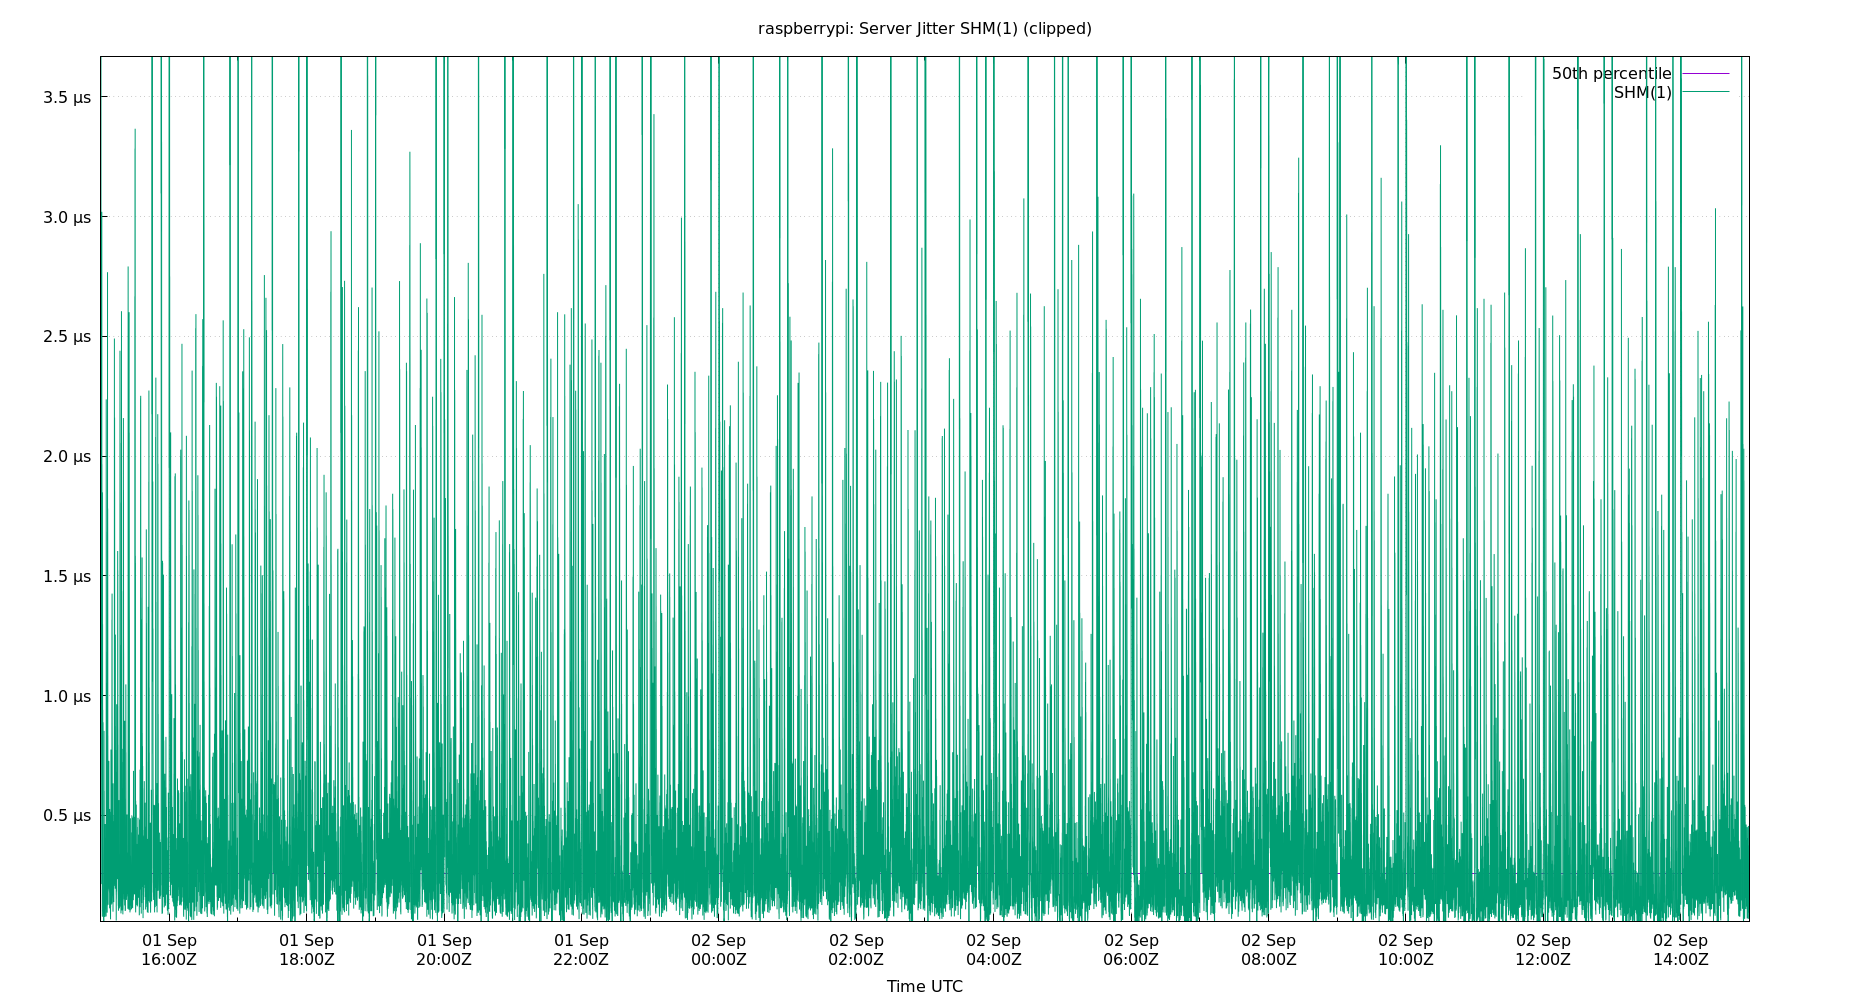 raspberrypi: Server Jitter SHM(1) (clipped)
50th percentile
SHM(1)
3.5 µs
3.0 µs
2.5 µs
2.0 µs
1.5 µs
1.0 µs
0.5 µs
01 Sep 01 Sep 01 Sep 01 Sep 02 Sep 02 Sep 02 Sep 02 Sep 02 Sep 02 Sep 02 Sep 02 Sep
16:00Z 18:00Z 20:00Z 22:00Z 00:00Z 02:00Z 04:00Z 06:00Z 08:00Z 10:00Z 12:00Z 14:00Z
Time UTC